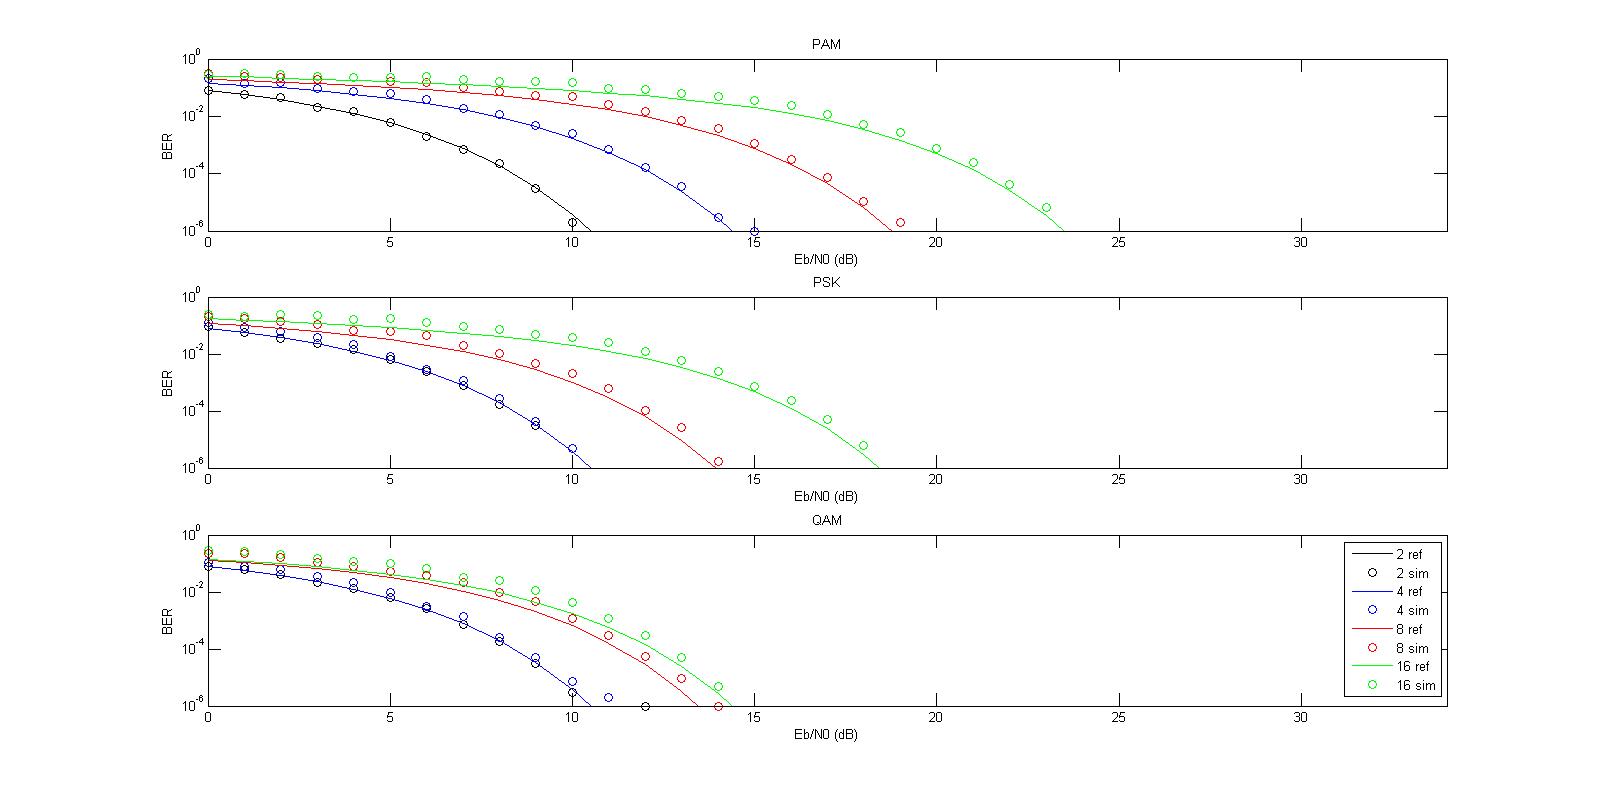 PAM
10^0
10^-2
10^-4
10^-6
BER
0 5 10 15 20 25 30
Eb/N0 (dB)
PSK
10^0
10^-2
10^-4
10^-6
BER
0 5 10 15 20 25 30
Eb/N0 (dB)
QAM
10^0
10^-2
10^-4
10^-6
BER
0 5 10 15 20 25 30
Eb/N0 (dB)
2 ref
2 sim
4 ref
4 sim
8 ref
8 sim
16 ref
16 sim